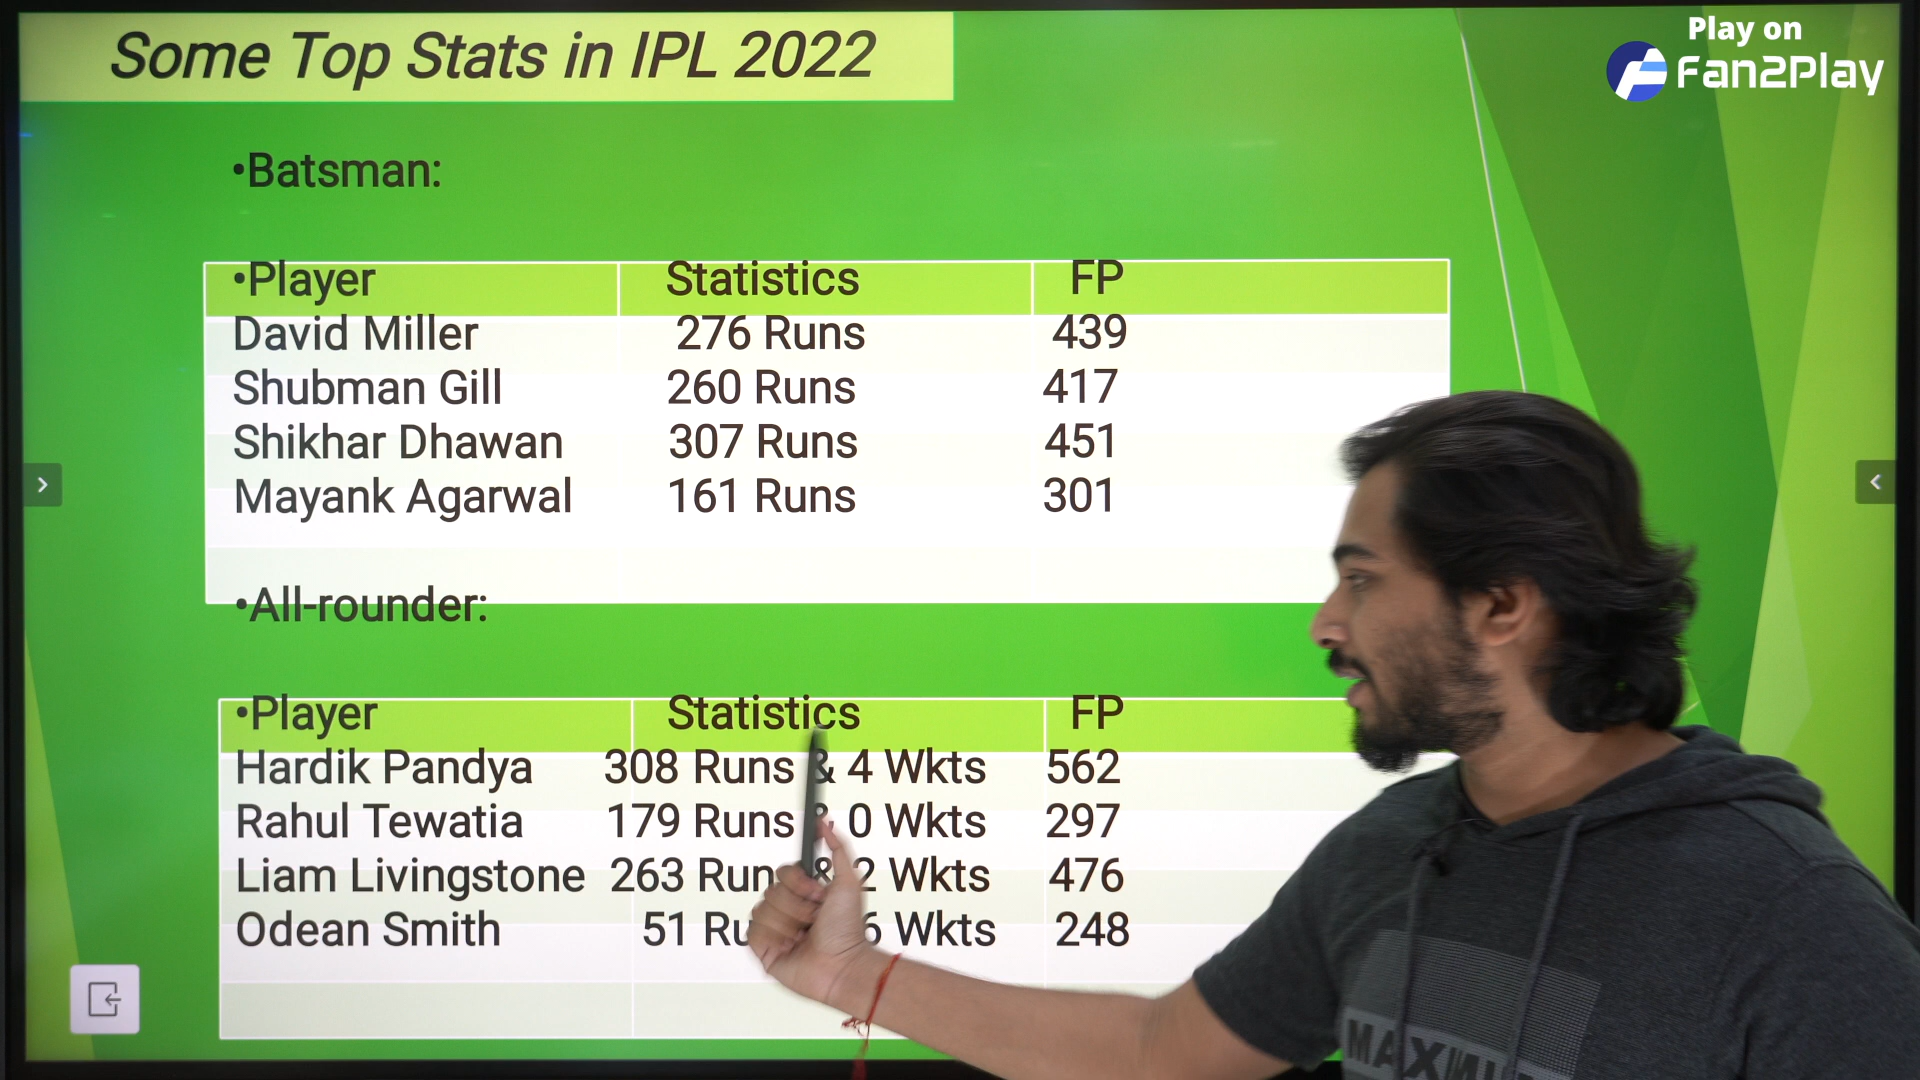 Some Top Stats in IPL 2022
Play on
Fan2Play
•Batsman:
•Player Statistics FP
David Miller 276 Runs 439
Shubman Gill 260 Runs 417
Shikhar Dhawan 307 Runs 451
Mayank Agarwal 161 Runs 301
•All-rounder:
•Player Statistics FP
Hardik Pandya 308 Runs & 4 Wkts 562
Rahul Tewatia 179 Runs & 0 Wkts 297
Liam Livingstone 263 Runs & 2 Wkts 476
Odean Smith 51 6 Wkts 248